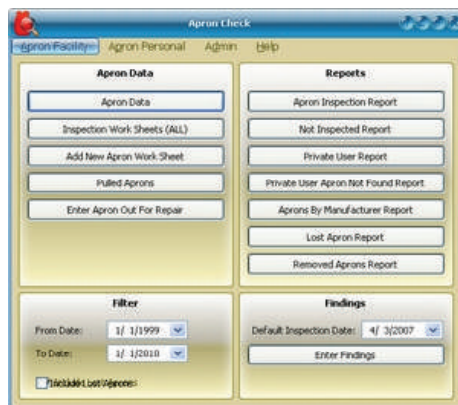 Apron Check
Apron Facility Apron Personal Admin Help
Apron Data
Apron Data
Inspection Work Sheets (ALL)
Add New Apron Work Sheet
Pulled Aprons
Enter Apron Out For Repair
Reports
Apron Inspection Report
Not Inspected Report
Private User Report
Private User Apron Not Found Report
Aprons By Manufacturer Report
Lost Apron Report
Removed Aprons Report
Filter
From Date: 1/ 1/1999
To Date: 1/ 1/2010
Include Lost Aprons
Findings
Default Inspection Date: 4/ 3/2007
Enter Findings